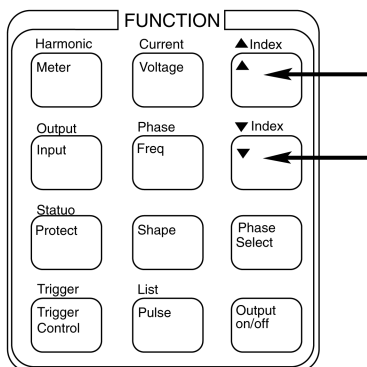 FUNCTION
Harmonic Current ▲Index
Meter Voltage ▲
Output Phase ▼Index
Input Freq ▼
Statuo
Protect Shape Phase
Select
Trigger List
Trigger Pulse Output
Control on/off